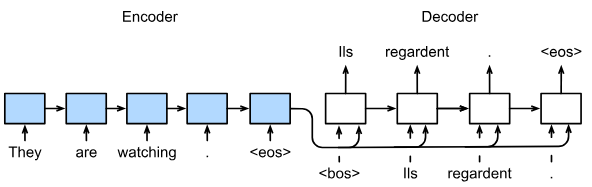 Encoder Decoder
Ils regardent . <eos>
They are watching . <eos>
<bos> Ils regardent .